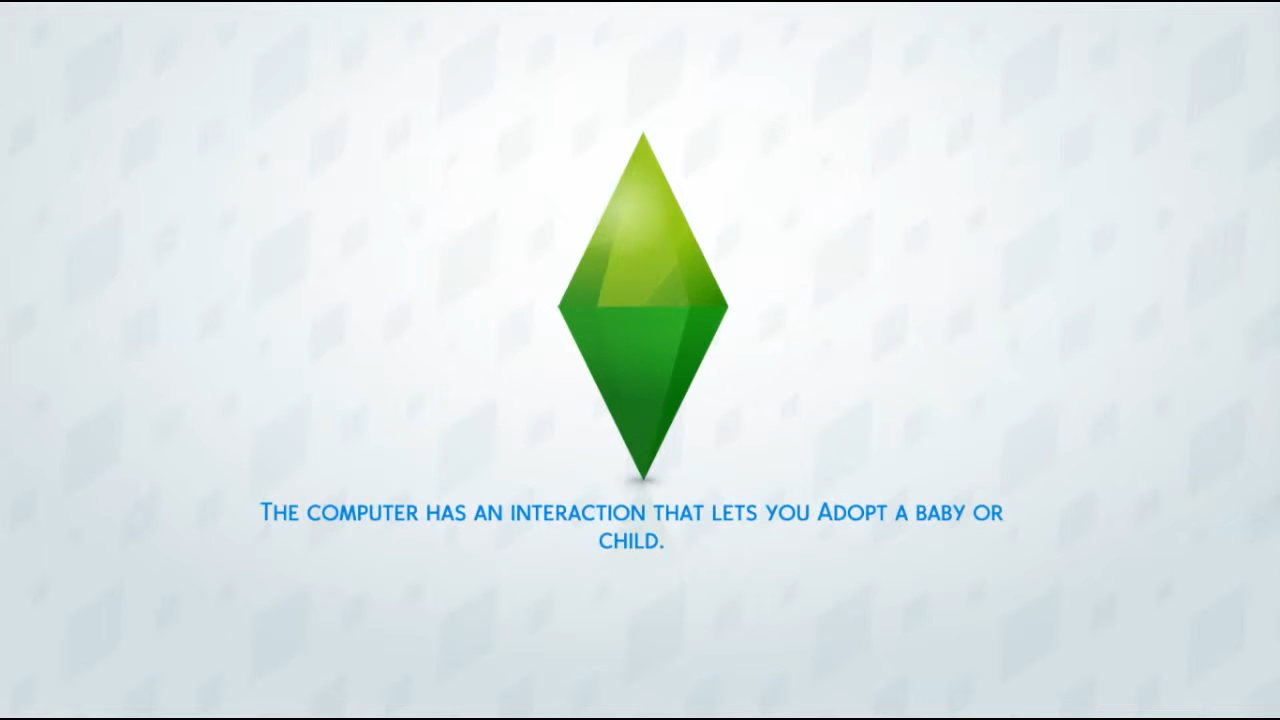 The computer has an interaction that lets you Adopt a baby or
child.